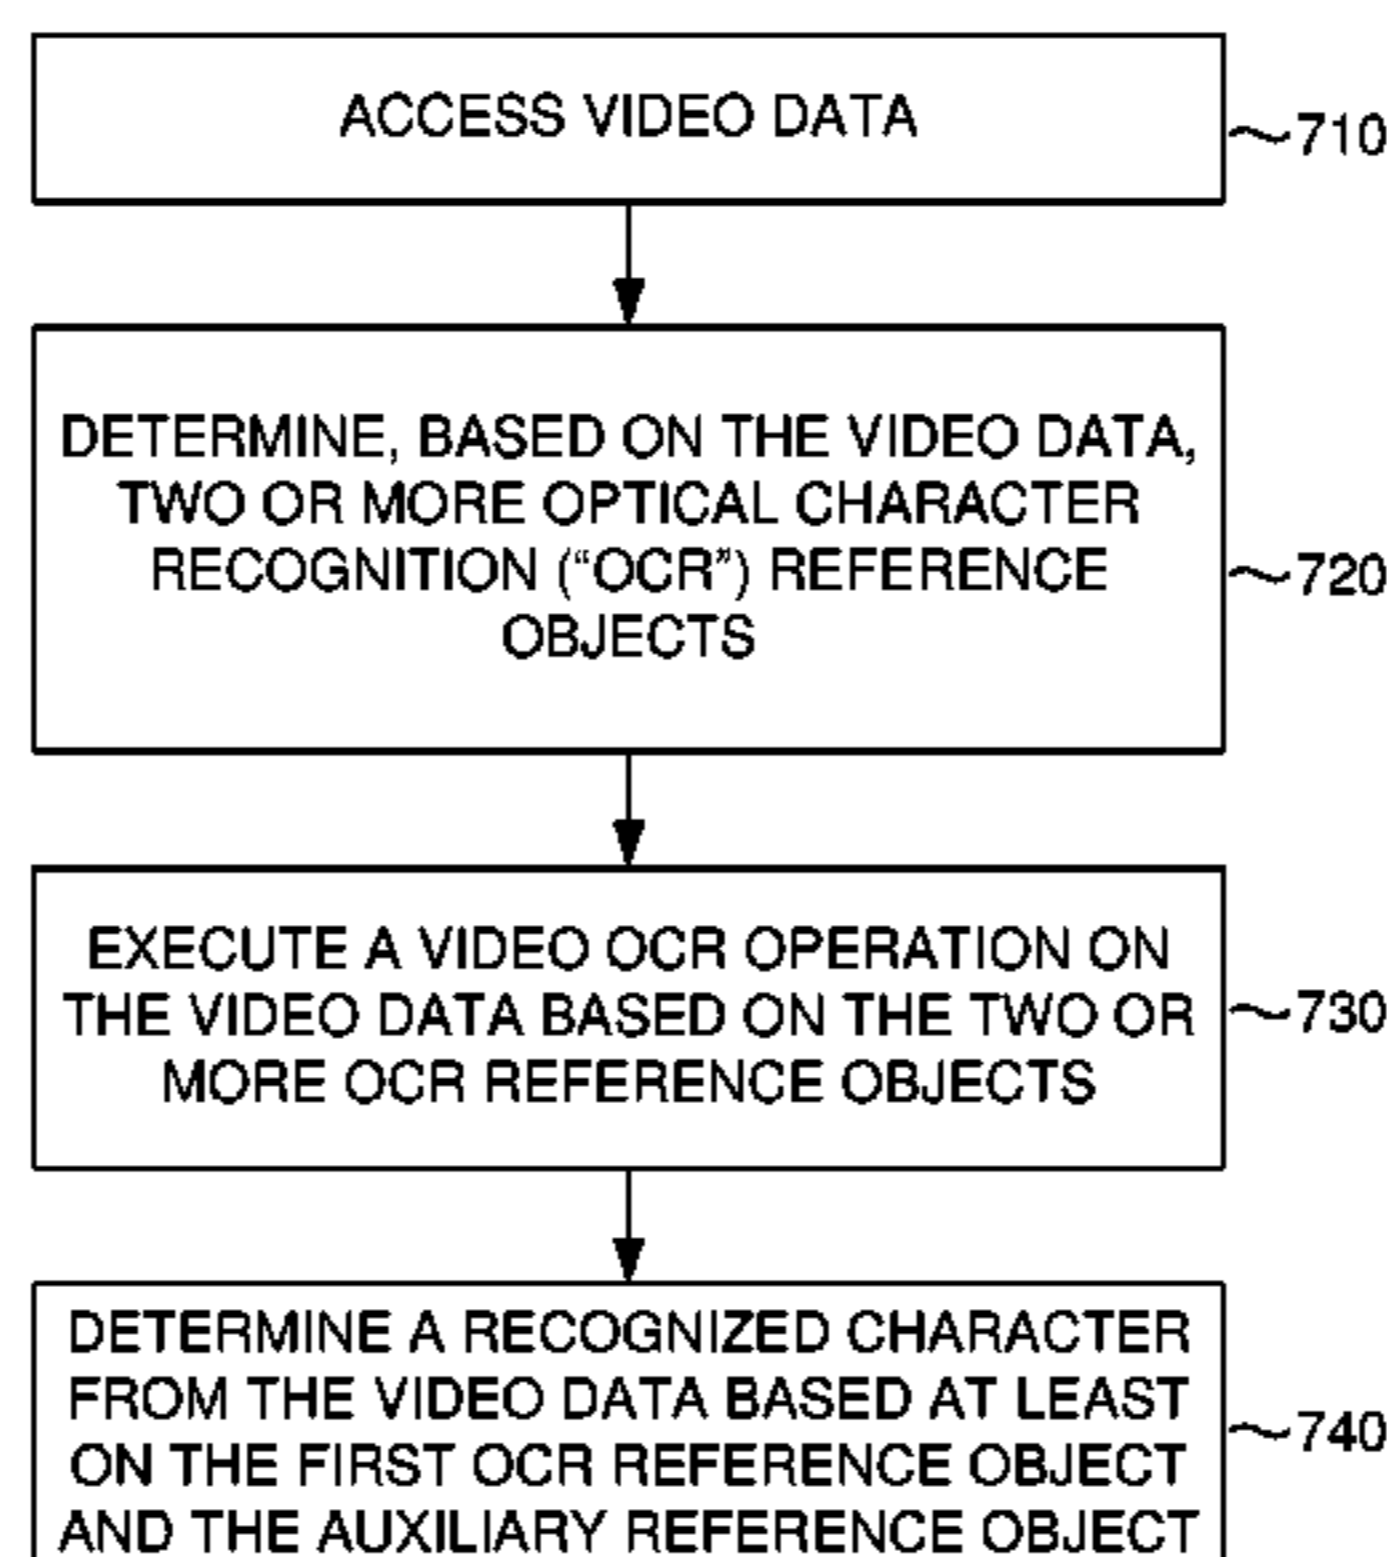 ACCESS VIDEO DATA
~710
DETERMINE, BASED ON THE VIDEO DATA,
TWO OR MORE OPTICAL CHARACTER
RECOGNITION (“OCR”) REFERENCE
OBJECTS
~720
EXECUTE A VIDEO OCR OPERATION ON
THE VIDEO DATA BASED ON THE TWO OR
MORE OCR REFERENCE OBJECTS
~730
DETERMINE A RECOGNIZED CHARACTER
FROM THE VIDEO DATA BASED AT LEAST
ON THE FIRST OCR REFERENCE OBJECT
AND THE AUXILIARY REFERENCE OBJECT
~740